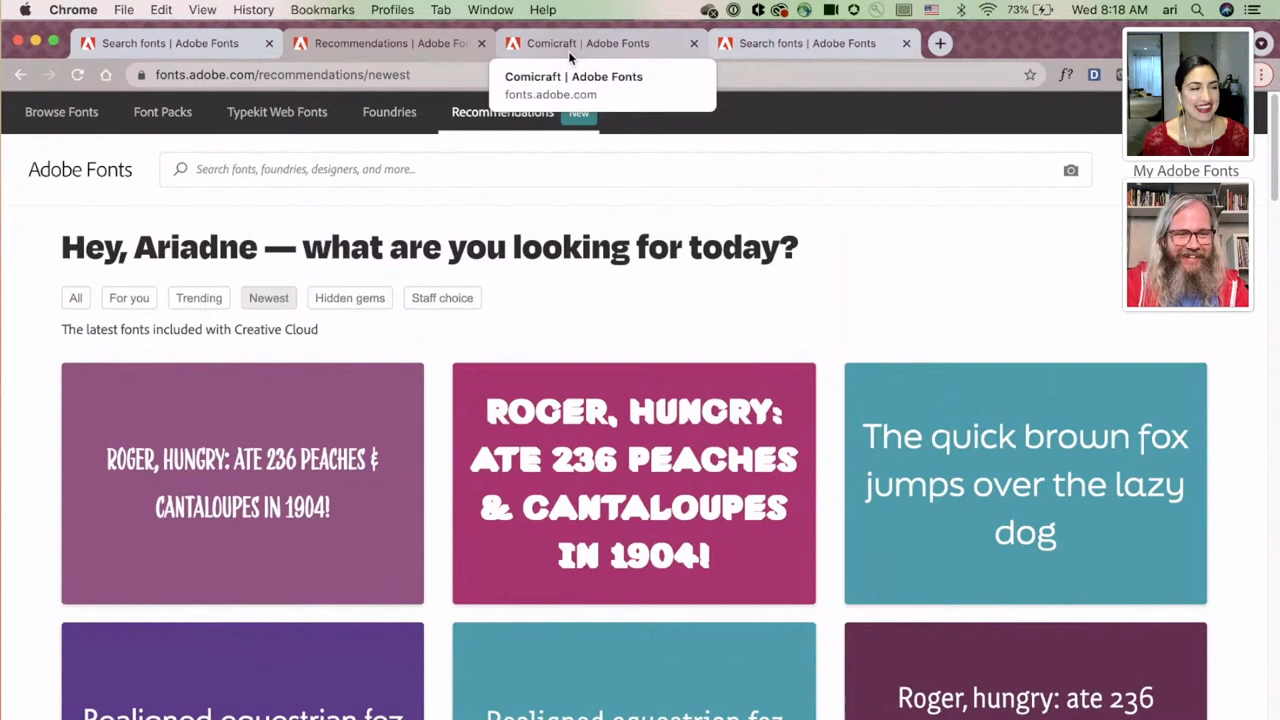 Chrome File Edit View History Bookmarks Profiles Tab Window Help 73% Wed 8:18 AM ari
Search fonts | Adobe Fonts Recommendations | Adobe Fo Comicraft | Adobe Fonts Search fonts | Adobe Fonts
fonts.adobe.com/recommendations/newest
Comicraft | Adobe Fonts
fonts.adobe.com
Browse Fonts Font Packs Typekit Web Fonts Foundries Recommendations New
My Adobe Fonts
Adobe Fonts Search fonts, foundries, designers, and more...
Hey, Ariadne — what are you looking for today?
All For you Trending Newest Hidden gems Staff choice
The latest fonts included with Creative Cloud
ROGER, HUNGRY: ATE 236 PEACHES &
CANTALOUPES IN 1904!
ROGER, HUNGRY:
ATE 236 PEACHES
& CANTALOUPES
IN 1904!
The quick brown fox
jumps over the lazy
dog
Realigned equestrian fez
Realigned equestrian fez
Roger, hungry: ate 236